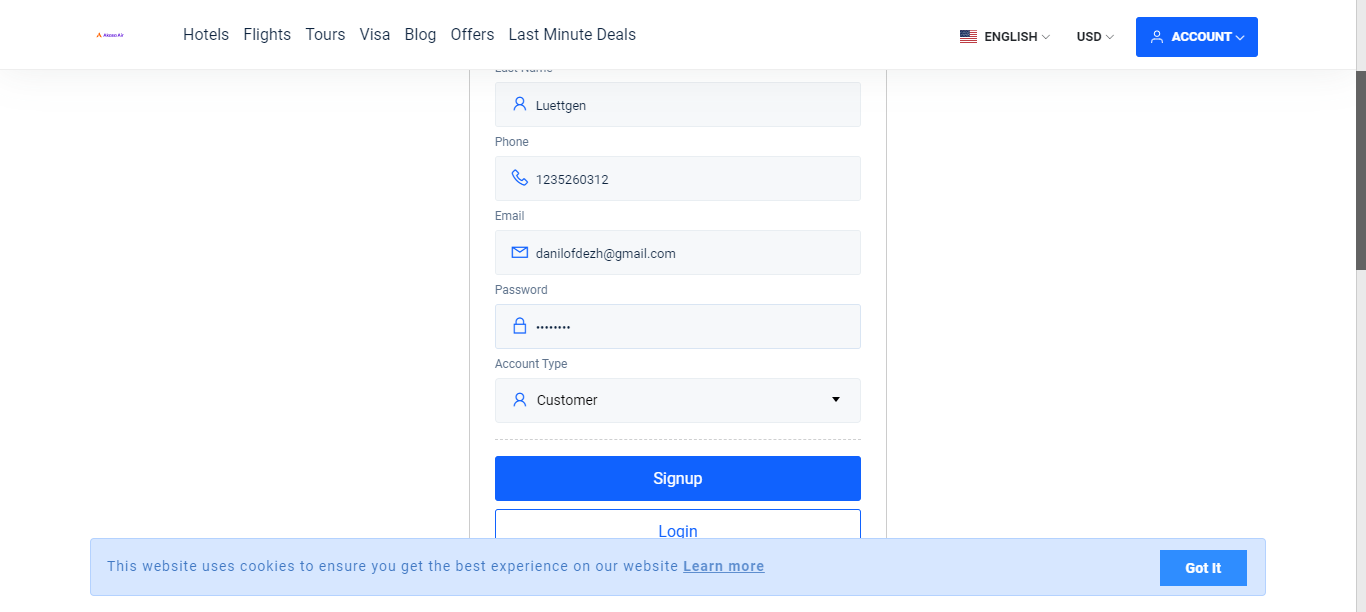 Akasa Air
Hotels Flights Tours Visa Blog Offers Last Minute Deals
ENGLISH
USD
ACCOUNT
Last Name
Luettgen
Phone
1235260312
Email
danilofdezh@gmail.com
Password
••••••••
Account Type
Customer
Signup
Login
This website uses cookies to ensure you get the best experience on our website Learn more
Got It